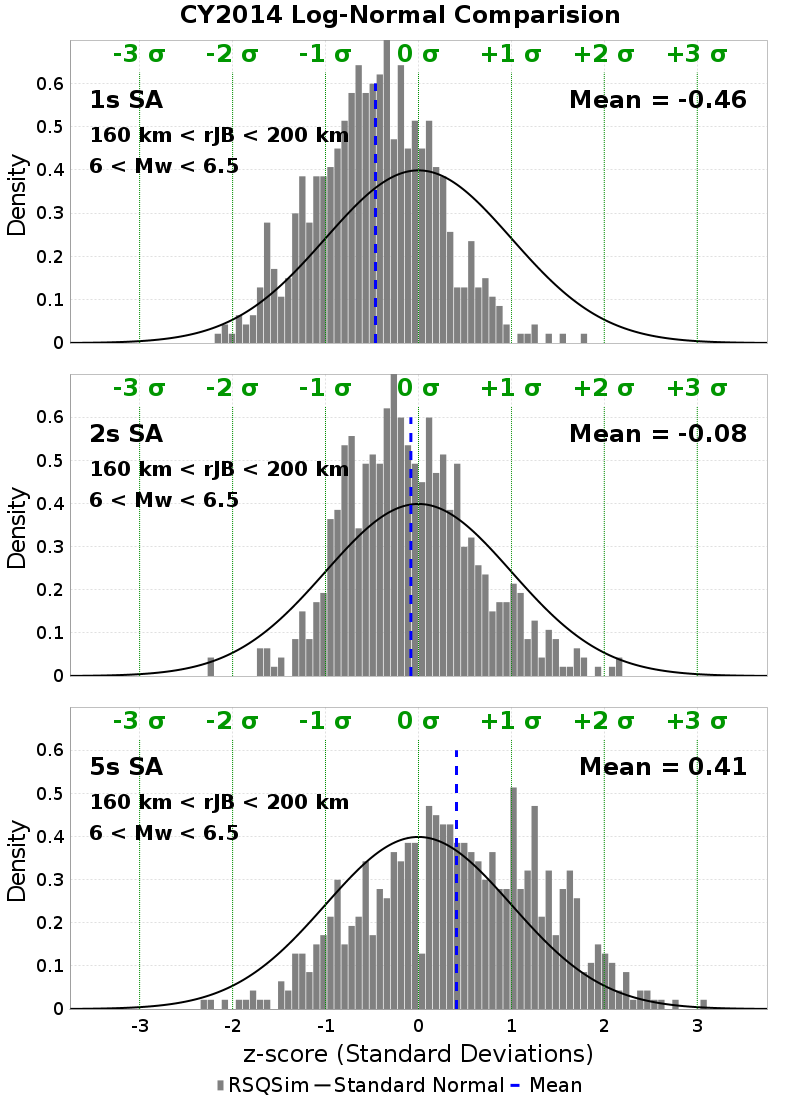 CY2014 Log-Normal Comparision
-3 σ -2 σ -1 σ 0 σ +1 σ +2 σ +3 σ
0.6
1s SA Mean = -0.46
0.5
160 km < rJB < 200 km
6 < Mw < 6.5
0.4
Density
0.3
0.2
0.1
0
-3 σ -2 σ -1 σ 0 σ +1 σ +2 σ +3 σ
0.6
2s SA Mean = -0.08
0.5
160 km < rJB < 200 km
6 < Mw < 6.5
0.4
Density
0.3
0.2
0.1
0
-3 σ -2 σ -1 σ 0 σ +1 σ +2 σ +3 σ
0.6
5s SA Mean = 0.41
0.5
160 km < rJB < 200 km
6 < Mw < 6.5
0.4
Density
0.3
0.2
0.1
0
-3 -2 -1 0 1 2 3
z-score (Standard Deviations)
RSQSim Standard Normal Mean